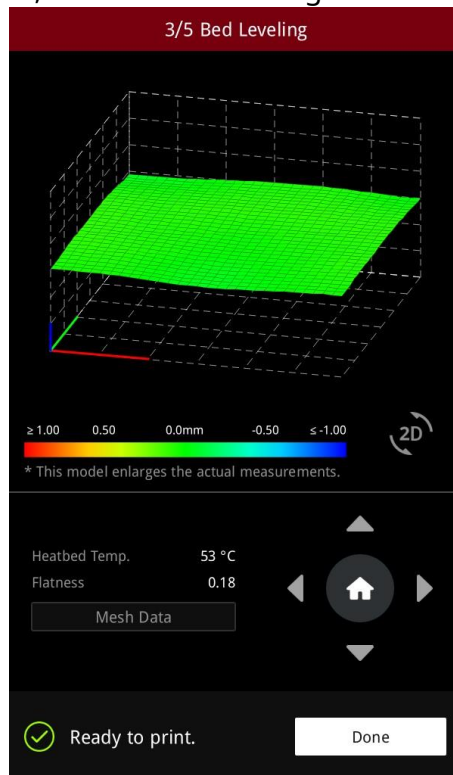 3/5 Bed Leveling
≥ 1.00 0.50 0.0mm -0.50 ≤ -1.00
2D
* This model enlarges the actual measurements.
Heatbed Temp. 53 °C
Flatness 0.18
Mesh Data
Ready to print.
Done